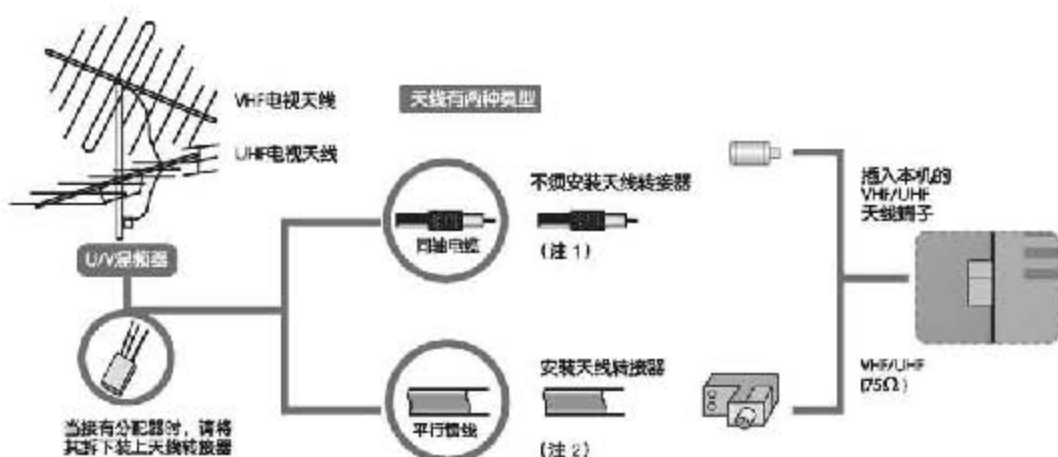 VHF电视天线
天线有两种类型
UHF电视天线
不须安装天线转接器
插入本机的
VHF/UHF
天线端子
同轴电缆
(注 1)
U/V混频器
安装天线转接器
VHF/UHF
(75Ω)
平行馈线
(注 2)
当接有分配器时,请将
其拆下装上天线转接器